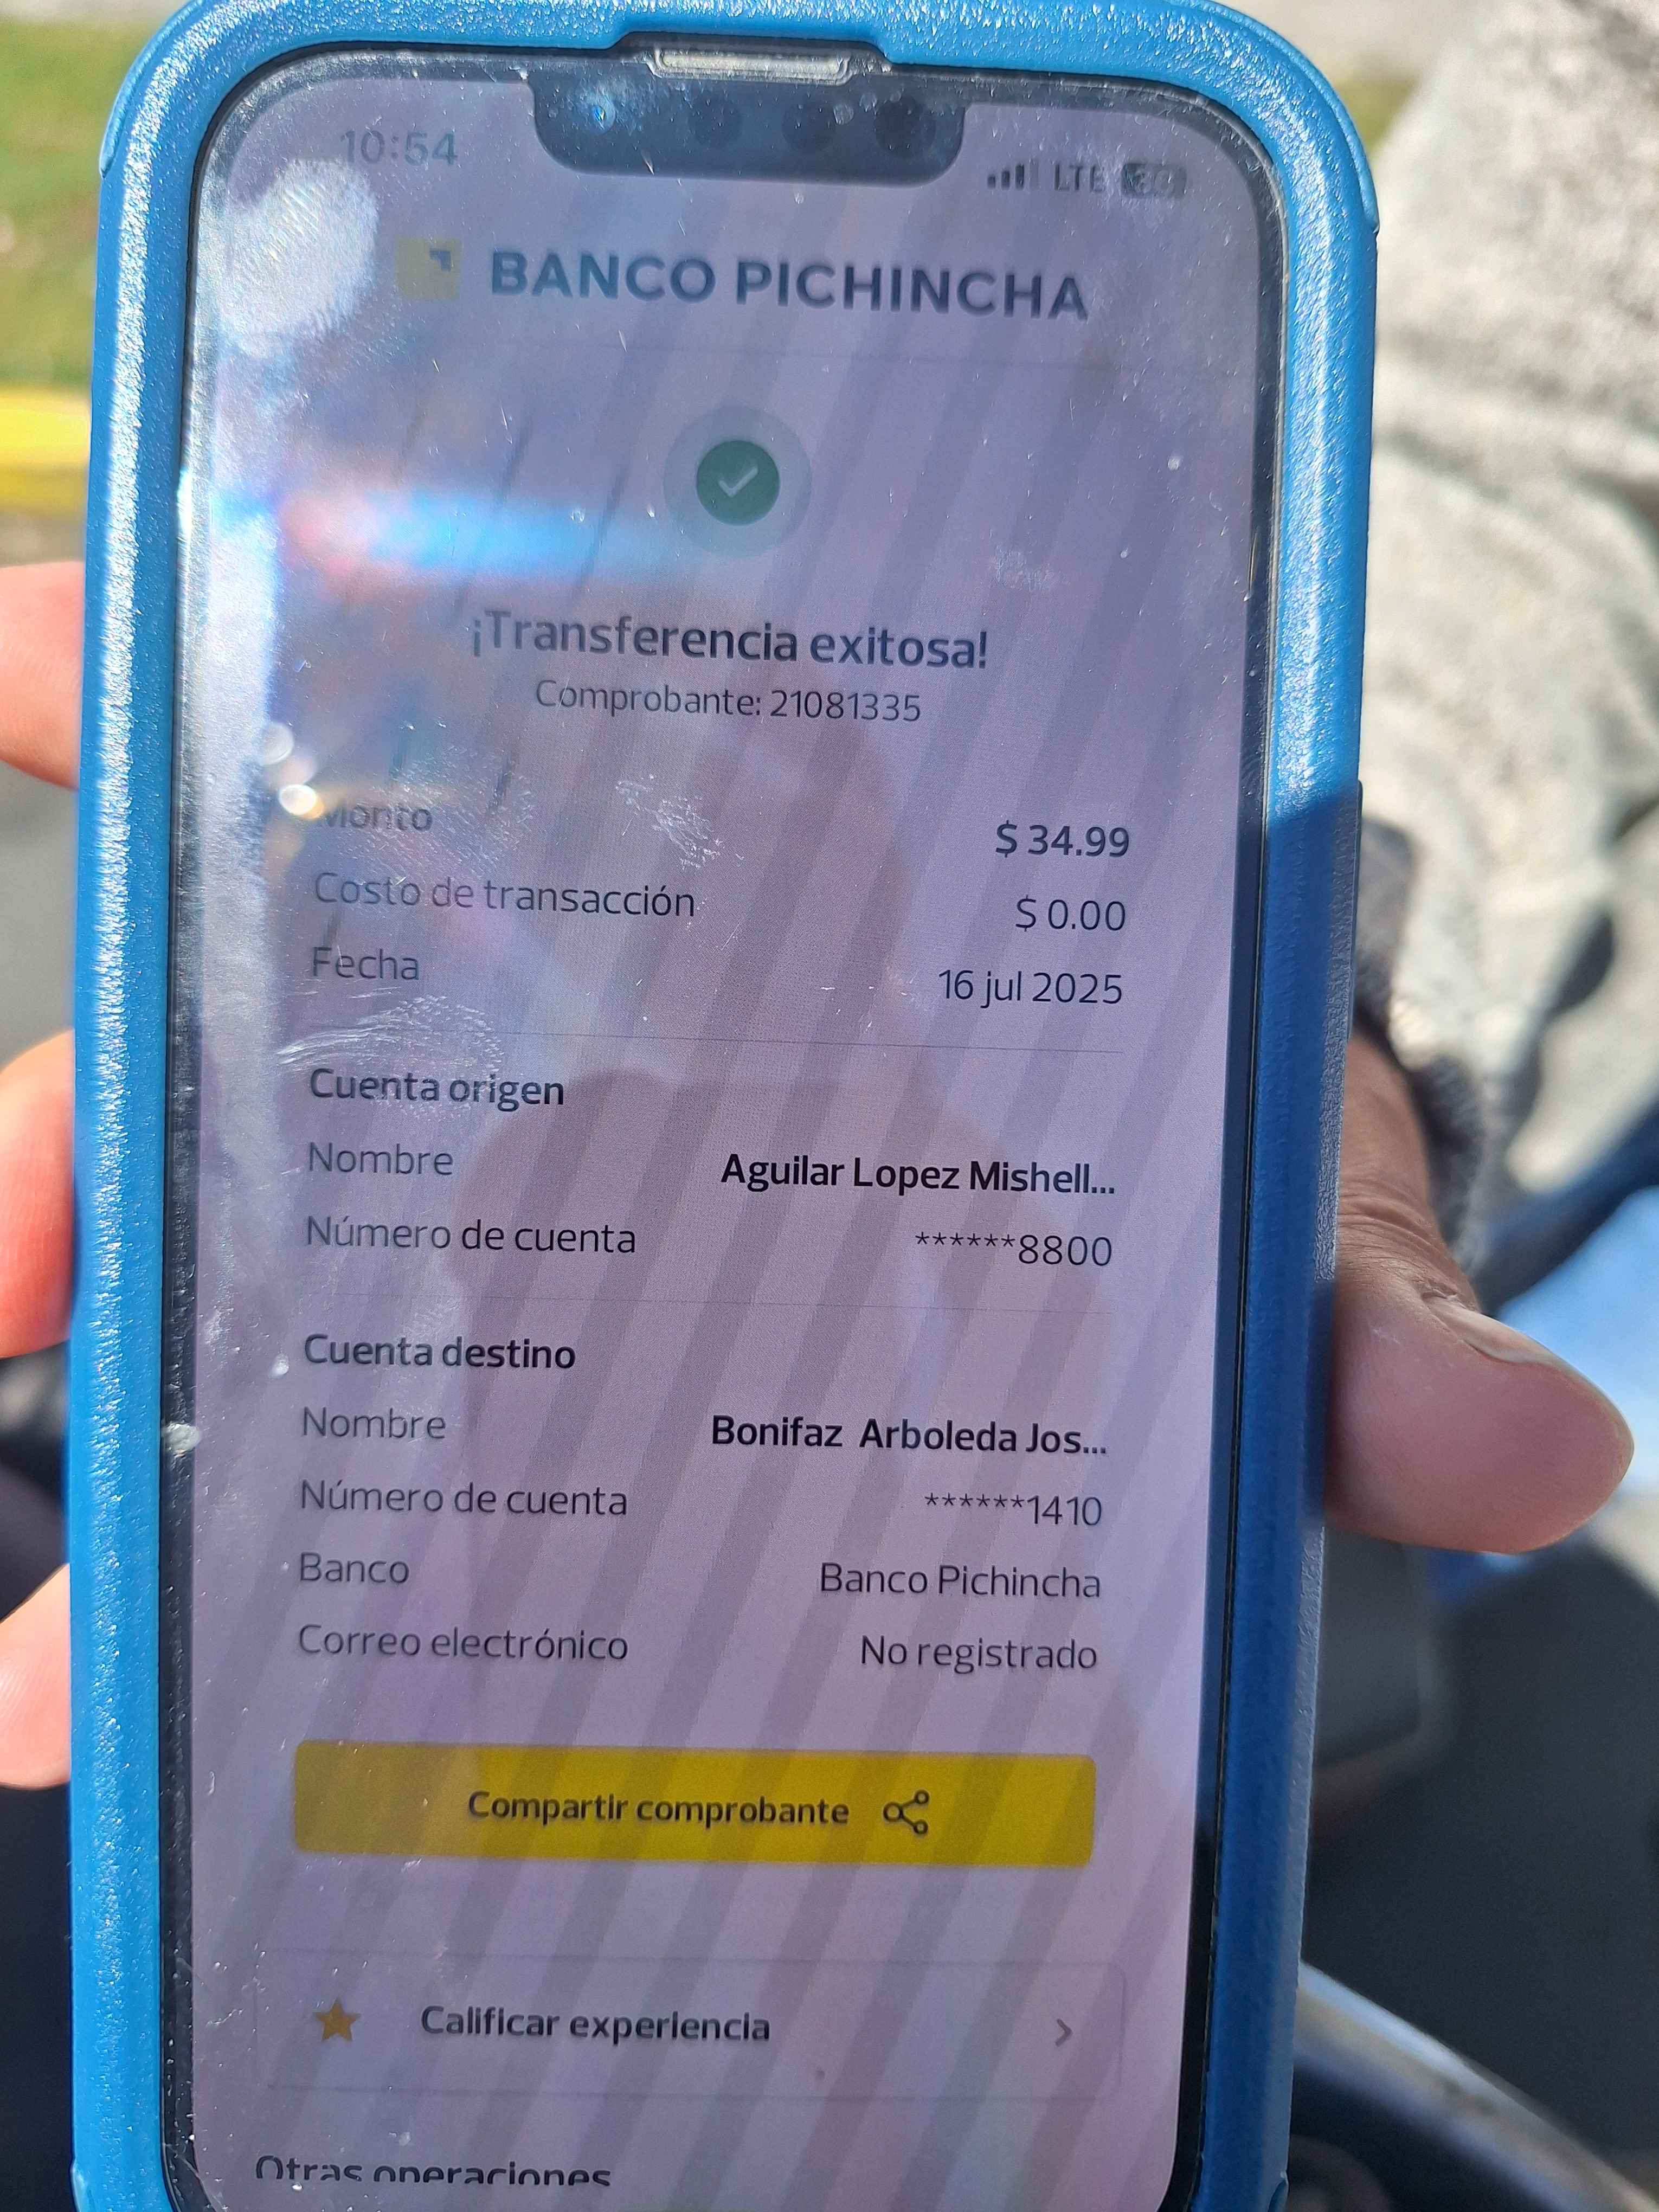 10:54
LTE
BANCO PICHINCHA
¡Transferencia exitosa!
Comprobante: 21081335
Monto $ 34.99
Costo de transacción $ 0.00
Fecha 16 jul 2025
Cuenta origen
Nombre Aguilar Lopez Mishell...
Número de cuenta ******8800
Cuenta destino
Nombre Bonifaz Arboleda Jos...
Número de cuenta ******1410
Banco Banco Pichincha
Correo electrónico No registrado
Compartir comprobante
Calificar experiencia
Otras operaciones